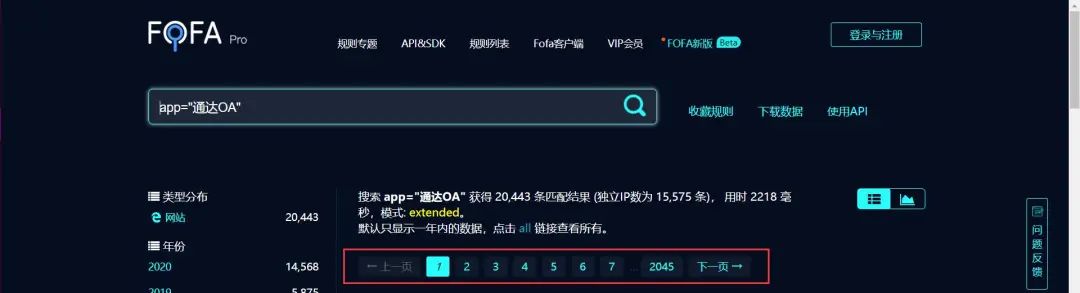 FOFA Pro
规则专题 API&SDK 规则列表 Fofa客户端 VIP会员 FOFA新版 Beta 登录与注册
app="通达OA" 收藏规则 下载数据 使用API
类型分布
网站 20,443
年份
2020 14,568
2019 5,875
搜索 app="通达OA" 获得 20,443 条匹配结果 (独立IP数为 15,575 条)， 用时 2218 毫
秒，模式: extended。
默认只显示一年内的数据，点击 all 链接查看所有。
←上一页 1 2 3 4 5 6 7 ... 2045 下一页→
问题反馈